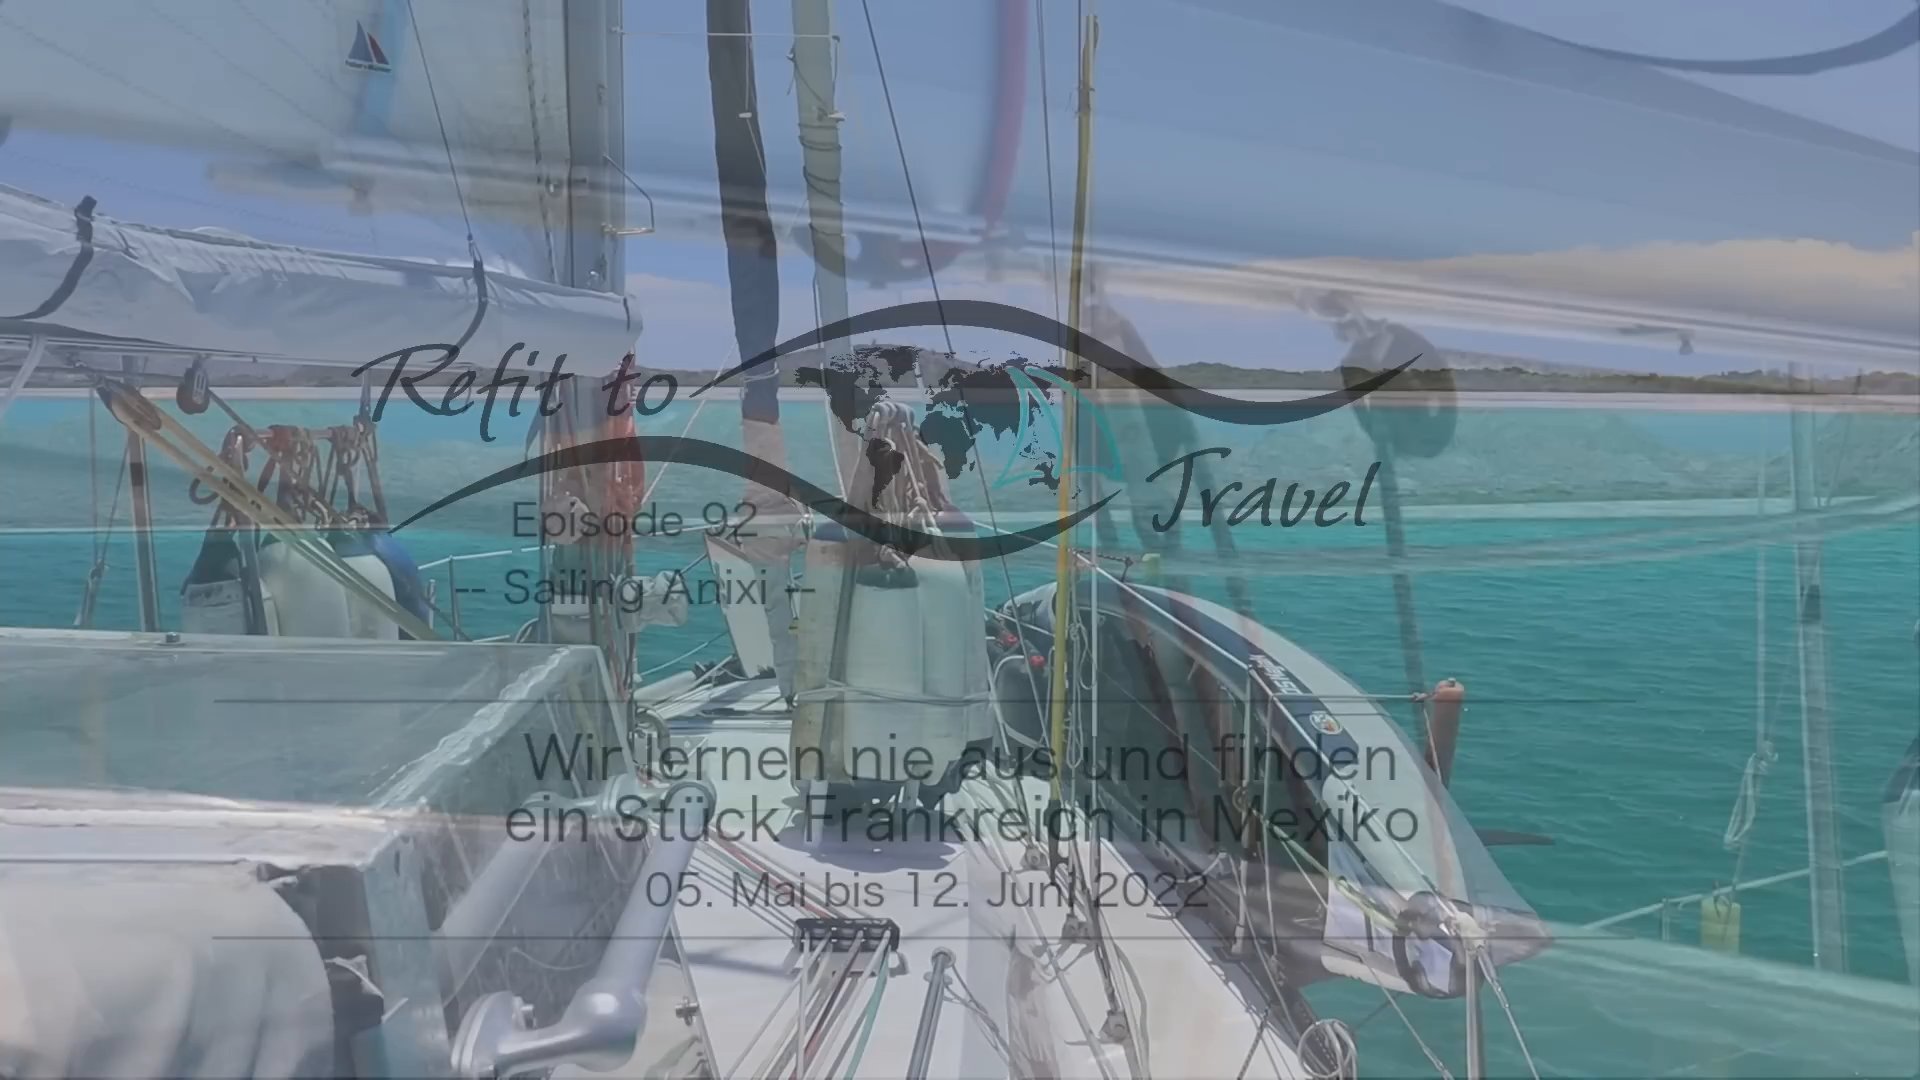 Refit to
Travel
Episode 92
-- Sailing Anixi --
Wir lernen nie aus und finden
ein Stück Frankreich in Mexiko
05. Mai bis 12. Juni 2022